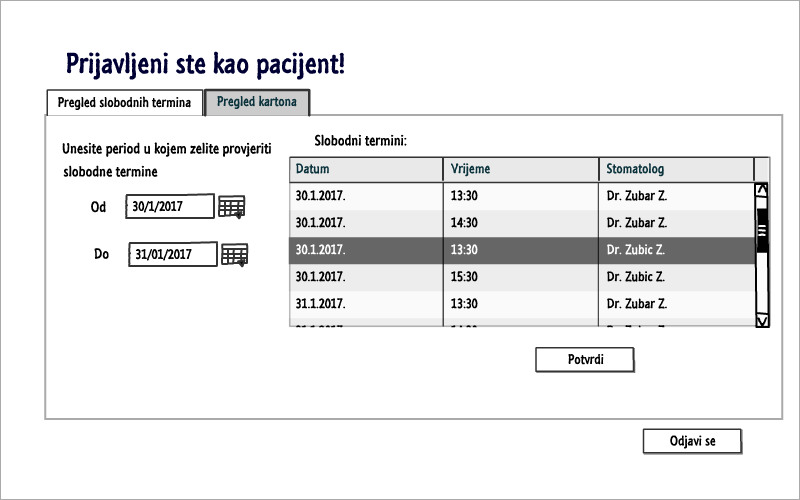 Prijavljeni ste kao pacijent!
Pregled slobodnih termina Pregled kartona
Unesite period u kojem zelite provjeriti
slobodne termine
Od 30/1/2017
Do 31/01/2017
Slobodni termini:
Datum Vrijeme Stomatolog
30.1.2017. 13:30 Dr. Zubar Z.
30.1.2017. 14:30 Dr. Zubar Z.
30.1.2017. 13:30 Dr. Zubic Z.
30.1.2017. 15:30 Dr. Zubic Z.
31.1.2017. 13:30 Dr. Zubar Z.
Potvrdi
Odjavi se